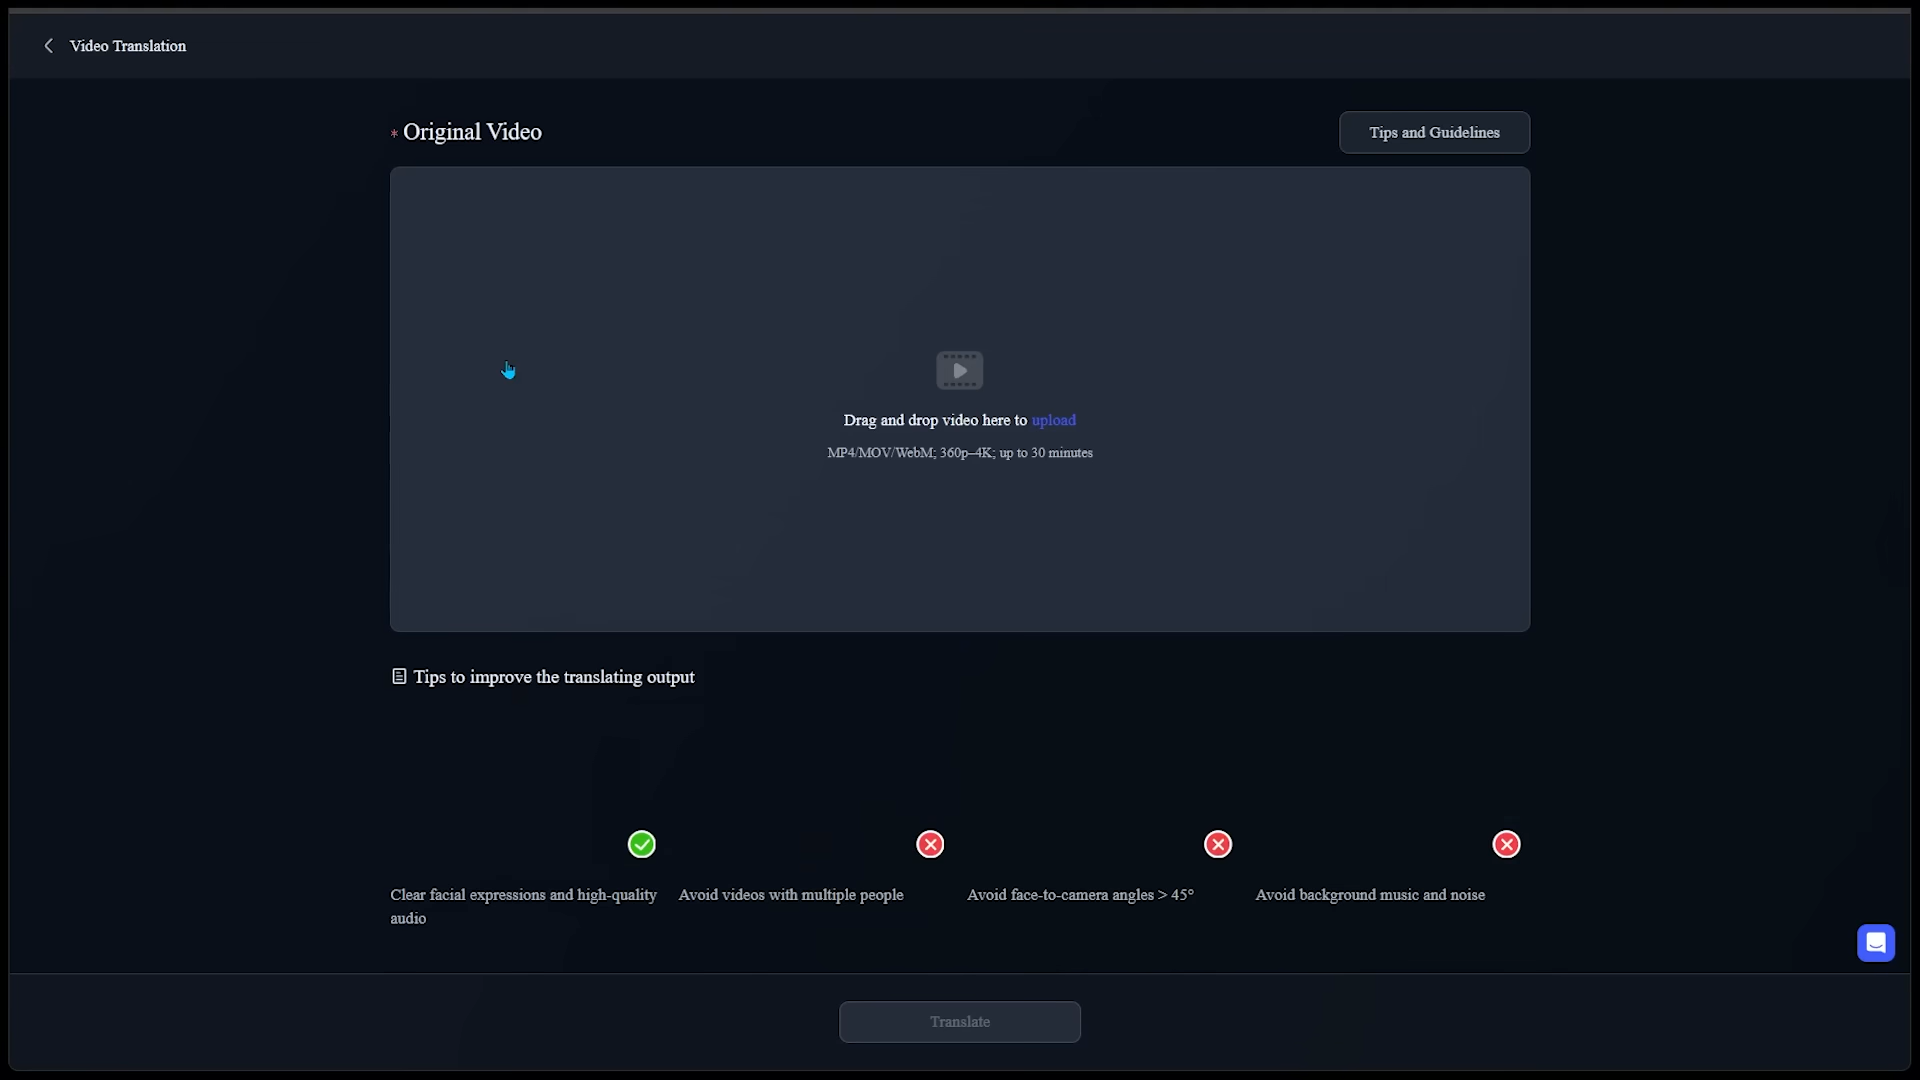 Video Translation
* Original Video
Tips and Guidelines
Drag and drop video here to upload
MP4/MOV/WebM; 360p–4K; up to 30 minutes
Tips to improve the translating output
Clear facial expressions and high-quality
audio
Avoid videos with multiple people
Avoid face-to-camera angles > 45°
Avoid background music and noise
Translate